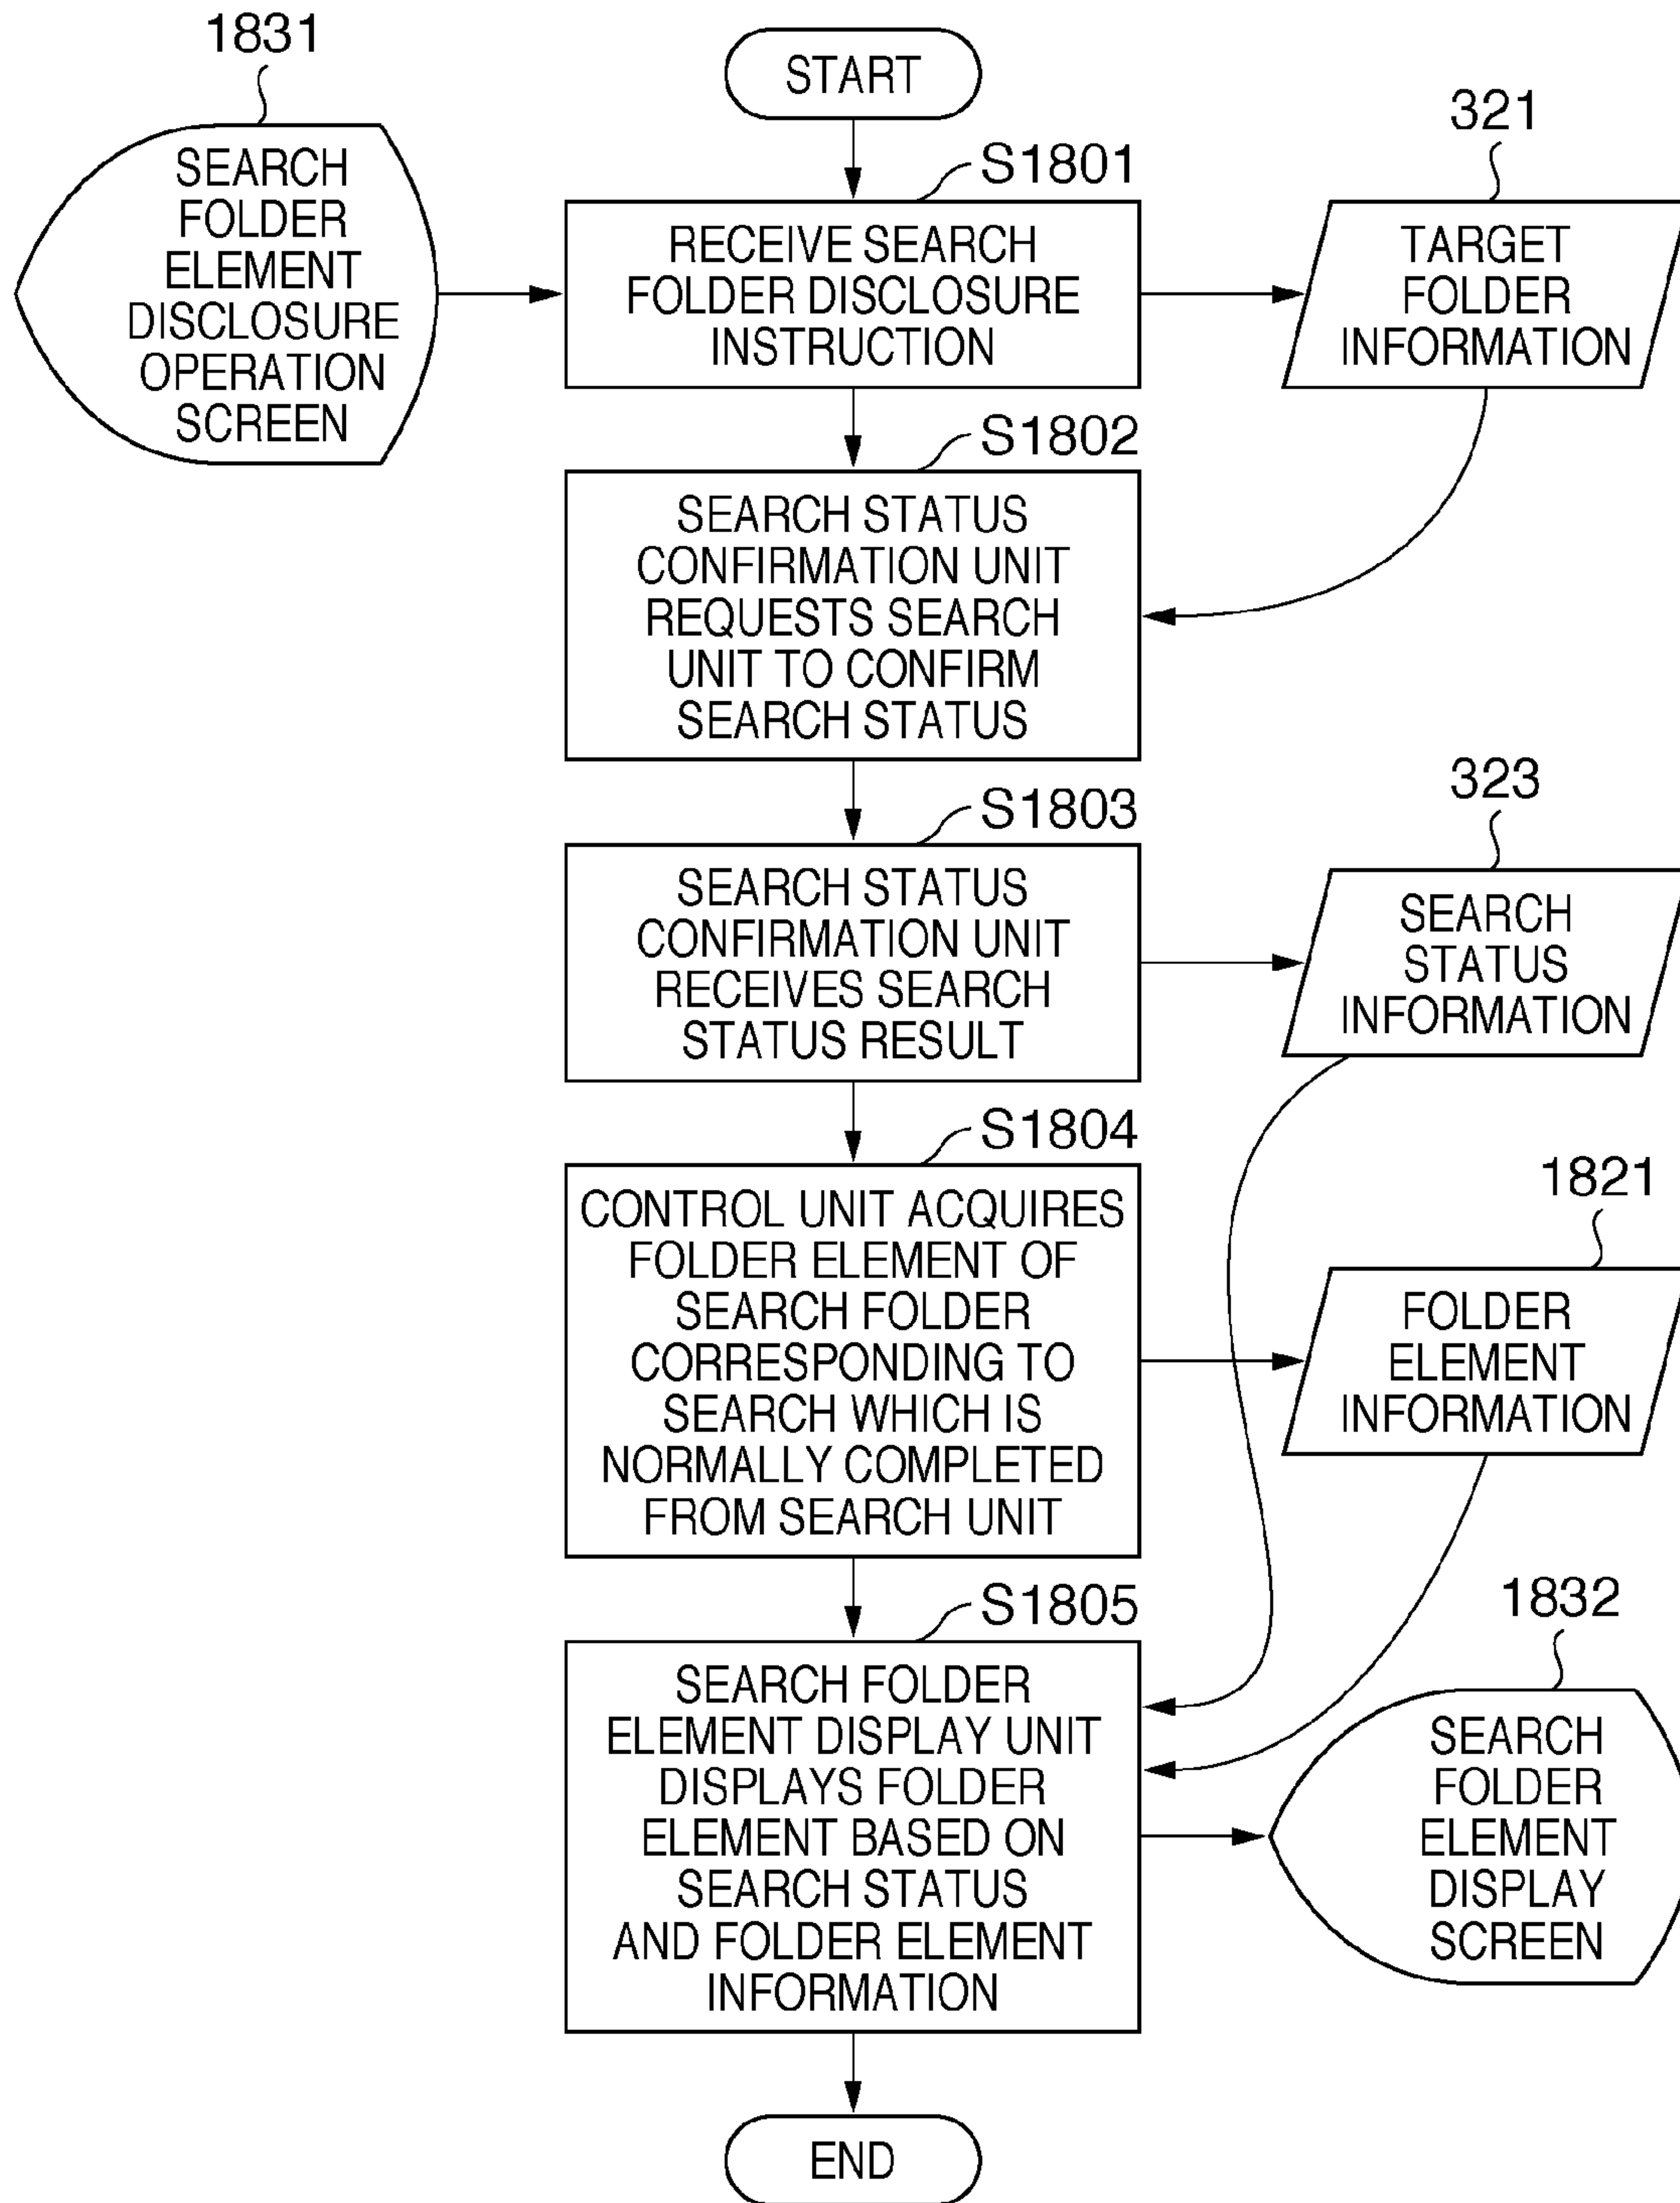 1831
SEARCH
FOLDER
ELEMENT
DISCLOSURE
OPERATION
SCREEN
START
S1801
RECEIVE SEARCH
FOLDER DISCLOSURE
INSTRUCTION
321
TARGET
FOLDER
INFORMATION
S1802
SEARCH STATUS
CONFIRMATION UNIT
REQUESTS SEARCH
UNIT TO CONFIRM
SEARCH STATUS
S1803
SEARCH STATUS
CONFIRMATION UNIT
RECEIVES SEARCH
STATUS RESULT
323
SEARCH
STATUS
INFORMATION
S1804
CONTROL UNIT ACQUIRES
FOLDER ELEMENT OF
SEARCH FOLDER
CORRESPONDING TO
SEARCH WHICH IS
NORMALLY COMPLETED
FROM SEARCH UNIT
1821
FOLDER
ELEMENT
INFORMATION
S1805
SEARCH FOLDER
ELEMENT DISPLAY UNIT
DISPLAYS FOLDER
ELEMENT BASED ON
SEARCH STATUS
AND FOLDER ELEMENT
INFORMATION
1832
SEARCH
FOLDER
ELEMENT
DISPLAY
SCREEN
END